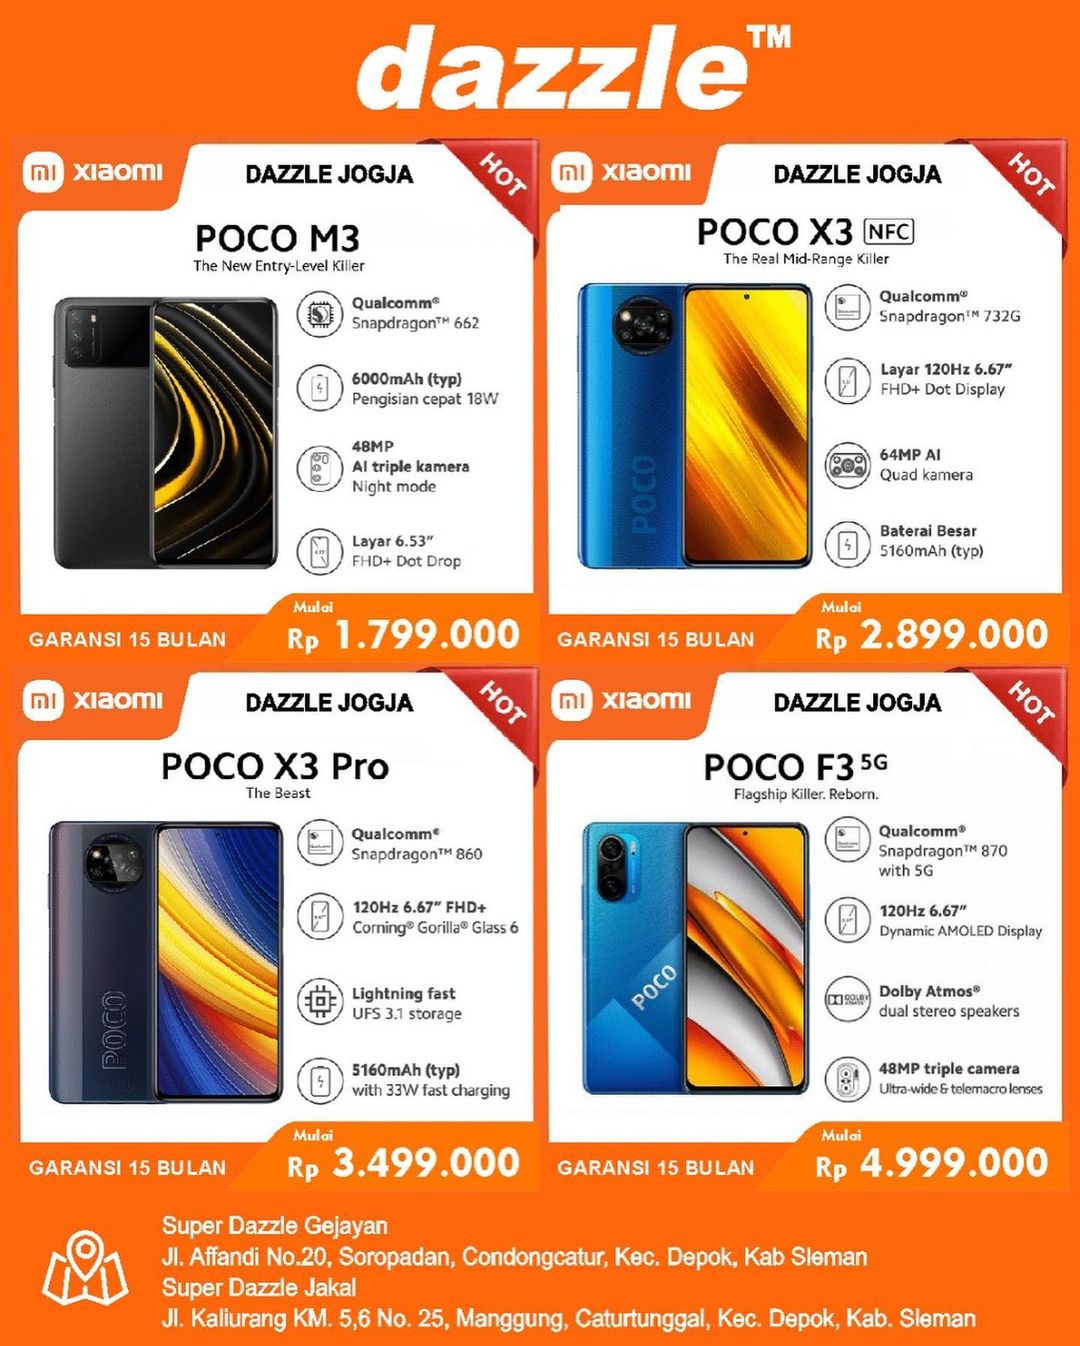 dazzle™
mi xiaomi
DAZZLE JOGJA
HOT
POCO M3
The New Entry-Level Killer
Qualcomm®
Snapdragon™ 662
6000mAh (typ)
Pengisian cepat 18W
48MP
AI triple kamera
Night mode
Layar 6.53”
FHD+ Dot Drop
GARANSI 15 BULAN
Mulai
Rp 1.799.000
mi xiaomi
DAZZLE JOGJA
HOT
POCO X3 NFC
The Real Mid-Range Killer
POCO
Qualcomm®
Snapdragon™ 732G
Layar 120Hz 6.67”
FHD+ Dot Display
64MP AI
Quad kamera
Baterai Besar
5160mAh (typ)
GARANSI 15 BULAN
Mulai
Rp 2.899.000
mi xiaomi
DAZZLE JOGJA
HOT
POCO X3 Pro
The Beast
POCO
Qualcomm®
Snapdragon™ 860
120Hz 6.67” FHD+
Corning® Gorilla® Glass 6
Lightning fast
UFS 3.1 storage
5160mAh (typ)
with 33W fast charging
GARANSI 15 BULAN
Mulai
Rp 3.499.000
mi xiaomi
DAZZLE JOGJA
HOT
POCO F3 5G
Flagship Killer. Reborn.
POCO
Qualcomm®
Snapdragon™ 870
with 5G
120Hz 6.67”
Dynamic AMOLED Display
DOLBY
ATMOS
Dolby Atmos®
dual stereo speakers
48MP triple camera
Ultra-wide & telemacro lenses
GARANSI 15 BULAN
Mulai
Rp 4.999.000
Super Dazzle Gejayan
Jl. Affandi No.20, Soropadan, Condongcatur, Kec. Depok, Kab Sleman
Super Dazzle Jakal
Jl. Kaliurang KM. 5,6 No. 25, Manggung, Caturtunggal, Kec. Depok, Kab. Sleman